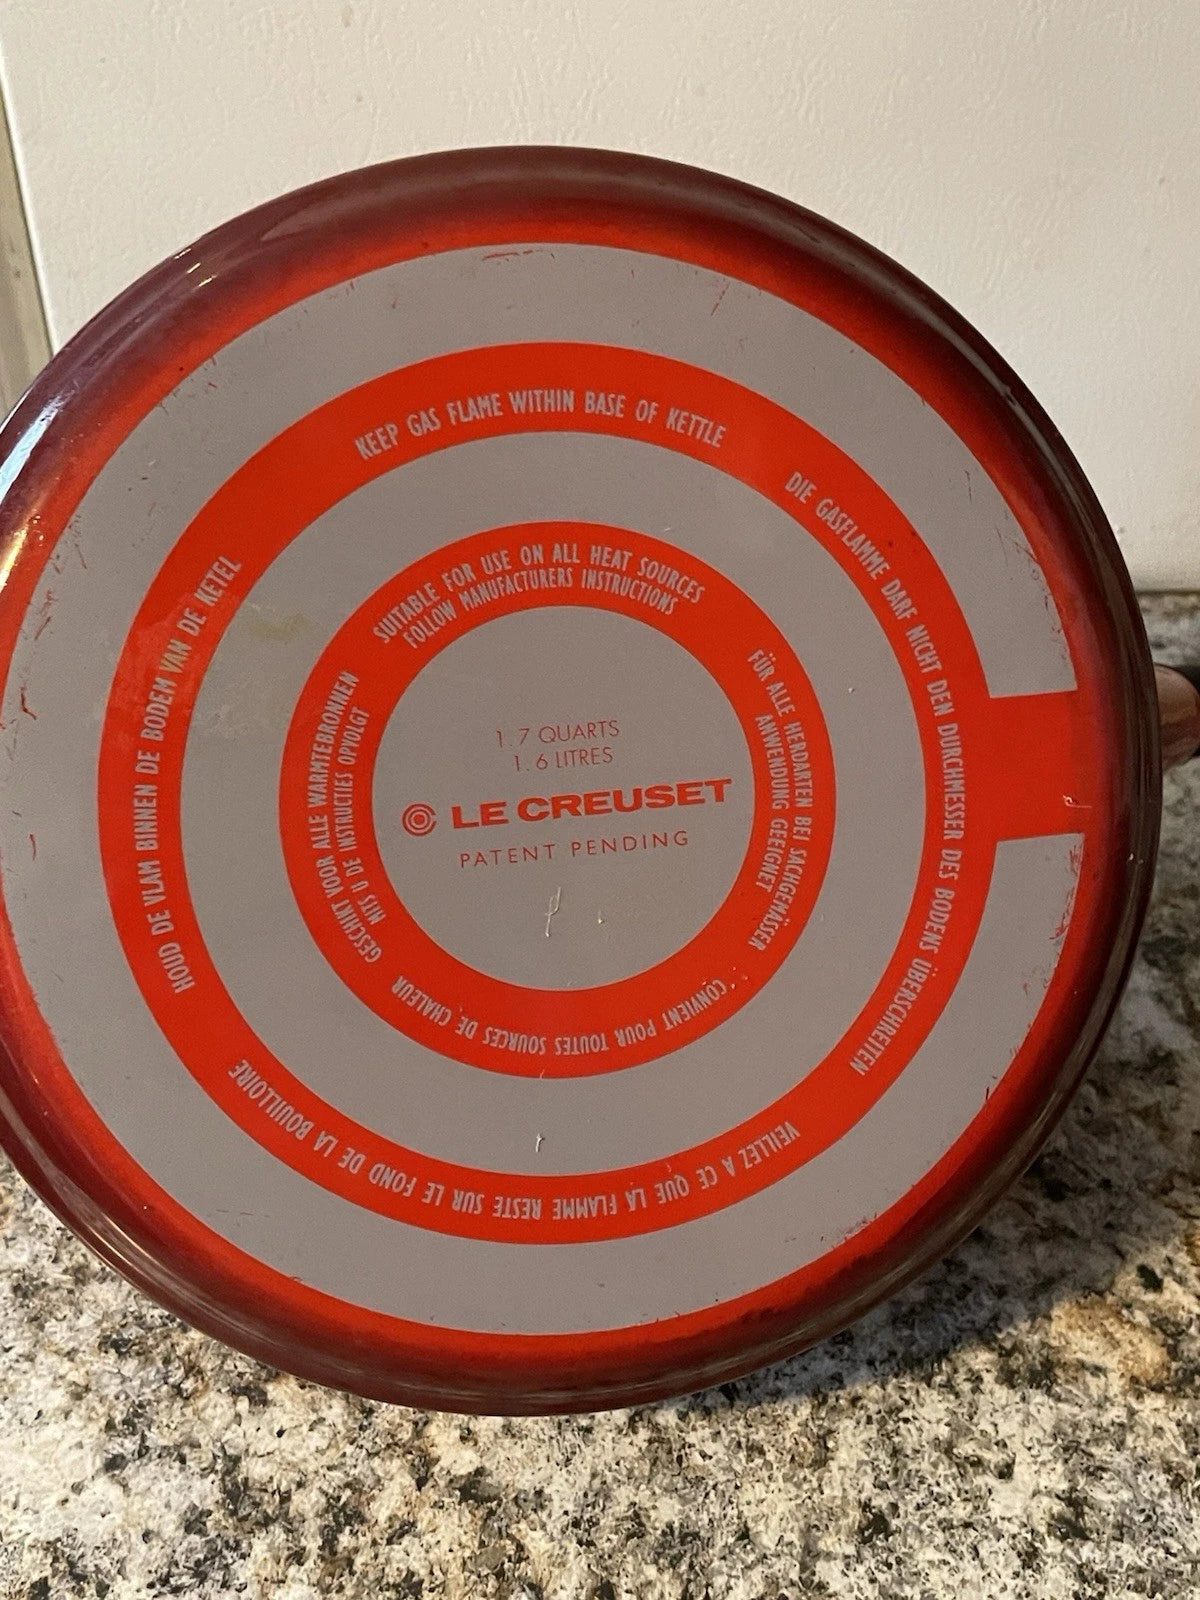 KEEP GAS FLAME WITHIN BASE OF KETTLE
DIE GASFLAMME DARF NICHT DEN DURCHMESSER DES BODENS ÜBERSCHREITEN
VEILLEZ A CE QUE LA FLAMME RESTE SUR LE FOND DE LA BOUILLOIRE
HOUD DE VLAM BINNEN DE BODEM VAN DE KETEL
SUITABLE FOR USE ON ALL HEAT SOURCES
FOLLOW MANUFACTURERS INSTRUCTIONS
FÜR ALLE HERDARTEN BEI SACHGEMÄSSER
ANWENDUNG GEEIGNET
CONVIENT POUR TOUTES SOURCES DE CHALEUR
GESCHIKT VOOR ALLE WARMTEBRONNEN
MITS U DE INSTRUCTIES OPVOLGT
1.7 QUARTS
1.6 LITRES
LE CREUSET
PATENT PENDING